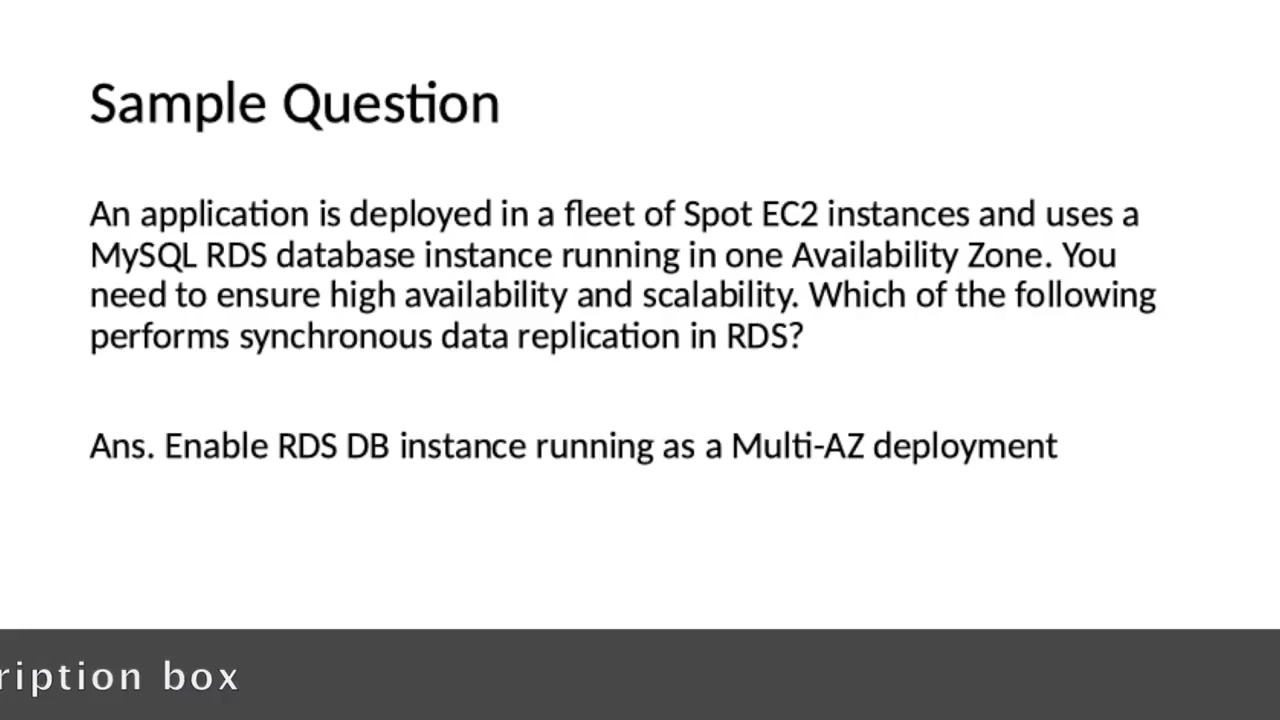 Sample Question
An application is deployed in a fleet of Spot EC2 instances and uses a
MySQL RDS database instance running in one Availability Zone. You
need to ensure high availability and scalability. Which of the following
performs synchronous data replication in RDS?
Ans. Enable RDS DB instance running as a Multi-AZ deployment
ription box